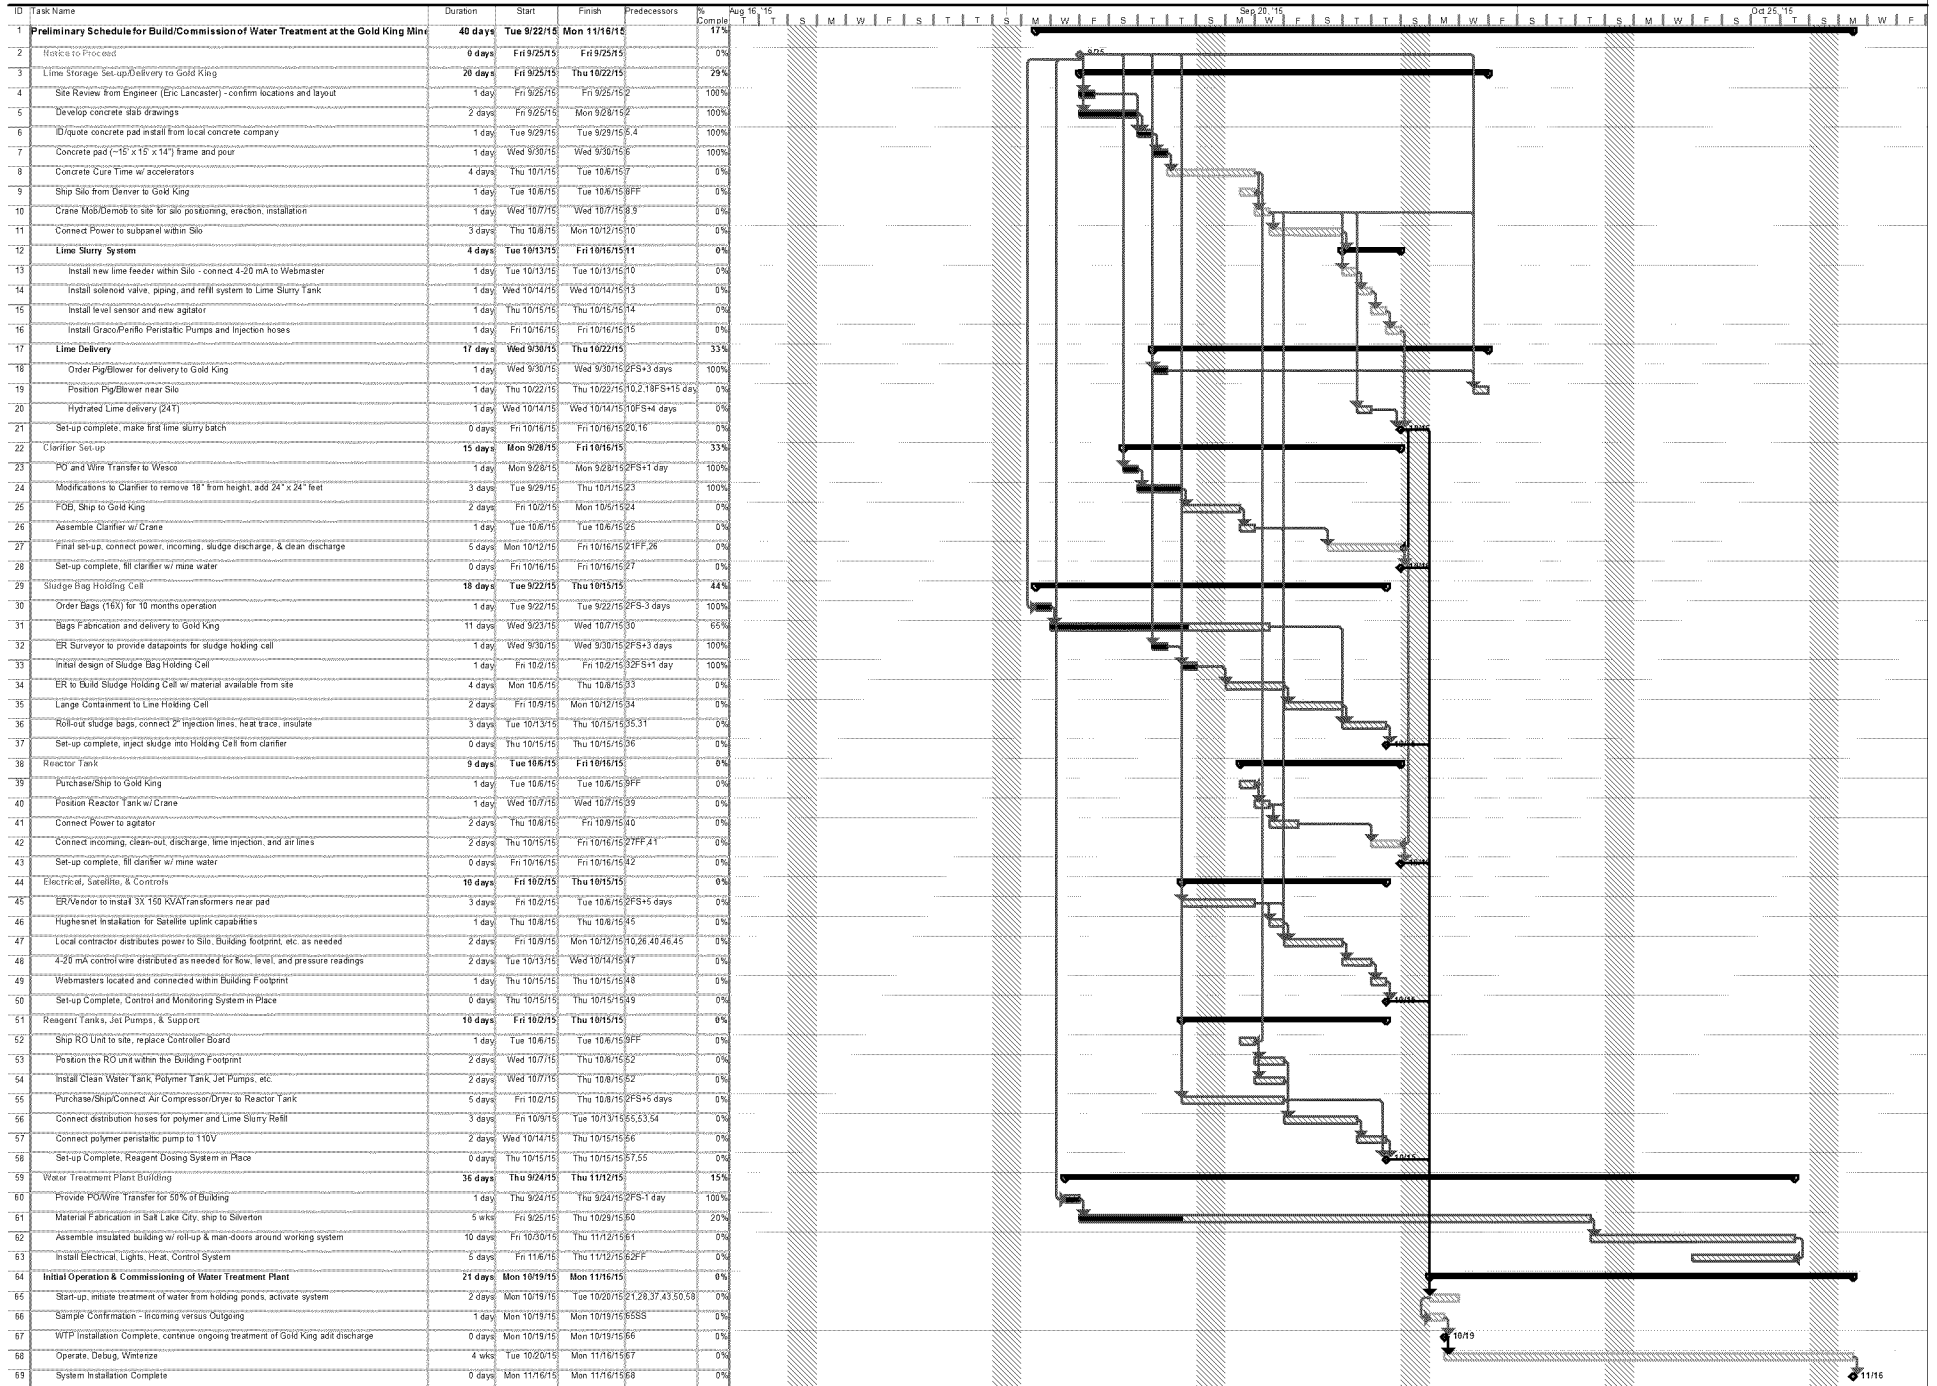 ID Task Name Duration Start Finish Predecessors % Comple Aug 16, '15 Sep 20, '15 Oct 25, '15
T T S M W F S T T S M W F S T T S M W F S T T S M W F S T T S M W F S T T S M W F
1 Preliminary Schedule for Build/Commission of Water Treatment at the Gold King Mine 40 days Tue 9/22/15 Mon 11/16/15 17%
2 Notice to Proceed 0 days Fri 9/25/15 Fri 9/25/15 0% 9/25
3 Lime Storage Set-up/Delivery to Gold King 20 days Fri 9/25/15 Thu 10/22/15 29%
4 Site Review from Engineer (Eric Lancaster) - confirm locations and layout 1 day Fri 9/25/15 Fri 9/25/15 2 100%
5 Develop concrete slab drawings 2 days Fri 9/25/15 Mon 9/28/15 2 100%
6 ID/quote concrete pad install from local concrete company 1 day Tue 9/29/15 Tue 9/29/15 5,4 100%
7 Concrete pad (~15' x 15' x 14") frame and pour 1 day Wed 9/30/15 Wed 9/30/15 6 100%
8 Concrete Cure Time w/ accelerators 4 days Thu 10/1/15 Tue 10/6/15 7 0%
9 Ship Silo from Denver to Gold King 1 day Tue 10/6/15 Tue 10/6/15 8FF 0%
10 Crane Mob/Demob to site for silo positioning, erection, installation 1 day Wed 10/7/15 Wed 10/7/15 8,9 0%
11 Connect Power to subpanel within Silo 3 days Thu 10/8/15 Mon 10/12/15 10 0%
12 Lime Slurry System 4 days Tue 10/13/15 Fri 10/16/15 11 0%
13 Install new lime feeder within Silo - connect 4-20 mA to Webmaster 1 day Tue 10/13/15 Tue 10/13/15 10 0%
14 Install solenoid valve, piping, and refill system to Lime Slurry Tank 1 day Wed 10/14/15 Wed 10/14/15 13 0%
15 Install level sensor and new agitator 1 day Thu 10/15/15 Thu 10/15/15 14 0%
16 Install Graco/Periflo Peristaltic Pumps and Injection hoses 1 day Fri 10/16/15 Fri 10/16/15 15 0%
17 Lime Delivery 17 days Wed 9/30/15 Thu 10/22/15 33%
18 Order Pig/Blower for delivery to Gold King 1 day Wed 9/30/15 Wed 9/30/15 2FS+3 days 100%
19 Position Pig/Blower near Silo 1 day Thu 10/22/15 Thu 10/22/15 10,2,18FS+15 day 0%
20 Hydrated Lime delivery (24T) 1 day Wed 10/14/15 Wed 10/14/15 10FS+4 days 0%
21 Set-up complete, make first lime slurry batch 0 days Fri 10/16/15 Fri 10/16/15 20,16 0% 10/16
22 Clarifier Set-up 15 days Mon 9/28/15 Fri 10/16/15 33%
23 PO and Wire Transfer to Wesco 1 day Mon 9/28/15 Mon 9/28/15 2FS+1 day 100%
24 Modifications to Clarifier to remove 18" from height, add 24" x 24" feet 3 days Tue 9/29/15 Thu 10/1/15 23 100%
25 FOB, Ship to Gold King 2 days Fri 10/2/15 Mon 10/5/15 24 0%
26 Assemble Clarifier w/ Crane 1 day Tue 10/6/15 Tue 10/6/15 25 0%
27 Final set-up, connect power, incoming, sludge discharge, & clean discharge 5 days Mon 10/12/15 Fri 10/16/15 21FF,26 0%
28 Set-up complete, fill clarifier w/ mine water 0 days Fri 10/16/15 Fri 10/16/15 27 0% 10/16
29 Sludge Bag Holding Cell 18 days Tue 9/22/15 Thu 10/15/15 44%
30 Order Bags (16X) for 10 months operation 1 day Tue 9/22/15 Tue 9/22/15 2FS-3 days 100%
31 Bags Fabrication and delivery to Gold King 11 days Wed 9/23/15 Wed 10/7/15 30 65%
32 ER Surveyor to provide datapoints for sludge holding cell 1 day Wed 9/30/15 Wed 9/30/15 2FS+3 days 100%
33 Initial design of Sludge Bag Holding Cell 1 day Fri 10/2/15 Fri 10/2/15 32FS+1 day 100%
34 ER to Build Sludge Holding Cell w/ material available from site 4 days Mon 10/5/15 Thu 10/8/15 33 0%
35 Lange Containment to Line Holding Cell 2 days Fri 10/9/15 Mon 10/12/15 34 0%
36 Roll-out sludge bags, connect 2" injection lines, heat trace, insulate 3 days Tue 10/13/15 Thu 10/15/15 35,31 0%
37 Set-up complete, inject sludge into Holding Cell from clarifier 0 days Thu 10/15/15 Thu 10/15/15 36 0% 10/15
38 Reactor Tank 9 days Tue 10/6/15 Fri 10/16/15 0%
39 Purchase/Ship to Gold King 1 day Tue 10/6/15 Tue 10/6/15 9FF 0%
40 Position Reactor Tank w/ Crane 1 day Wed 10/7/15 Wed 10/7/15 39 0%
41 Connect Power to agitator 2 days Thu 10/8/15 Fri 10/9/15 40 0%
42 Connect incoming, clean-out, discharge, lime injection, and air lines 2 days Thu 10/15/15 Fri 10/16/15 27FF,41 0%
43 Set-up complete, fill clarifier w/ mine water 0 days Fri 10/16/15 Fri 10/16/15 42 0% 10/16
44 Electrical, Satellite, & Controls 10 days Fri 10/2/15 Thu 10/15/15 0%
45 ER/Vendor to install 3X 150 KVATransformers near pad 3 days Fri 10/2/15 Tue 10/6/15 2FS+5 days 0%
46 Hughesnet Installation for Satellite uplink capabilities 1 day Thu 10/8/15 Thu 10/8/15 45 0%
47 Local contractor distributes power to Silo, Building footprint, etc. as needed 2 days Fri 10/9/15 Mon 10/12/15 10,26,40,46,45 0%
48 4-20 mA control wire distributed as needed for flow, level, and pressure readings 2 days Tue 10/13/15 Wed 10/14/15 47 0%
49 Webmasters located and connected within Building Footprint 1 day Thu 10/15/15 Thu 10/15/15 48 0%
50 Set-up Complete, Control and Monitoring System in Place 0 days Thu 10/15/15 Thu 10/15/15 49 0% 10/15
51 Reagent Tanks, Jet Pumps, & Support 10 days Fri 10/2/15 Thu 10/15/15 0%
52 Ship RO Unit to site, replace Controller Board 1 day Tue 10/6/15 Tue 10/6/15 9FF 0%
53 Position the RO unit within the Building Footprint 2 days Wed 10/7/15 Thu 10/8/15 52 0%
54 Install Clean Water Tank, Polymer Tank, Jet Pumps, etc. 2 days Wed 10/7/15 Thu 10/8/15 52 0%
55 Purchase/Ship/Connect Air Compressor/Dryer to Reactor Tank 5 days Fri 10/2/15 Thu 10/8/15 2FS+5 days 0%
56 Connect distribution hoses for polymer and Lime Slurry Refill 3 days Fri 10/9/15 Tue 10/13/15 55,53,54 0%
57 Connect polymer peristaltic pump to 110V 2 days Wed 10/14/15 Thu 10/15/15 56 0%
58 Set-up Complete, Reagent Dosing System in Place 0 days Thu 10/15/15 Thu 10/15/15 57,55 0% 10/15
59 Water Treatment Plant Building 36 days Thu 9/24/15 Thu 11/12/15 15%
60 Provide PO/Wire Transfer for 50% of Building 1 day Thu 9/24/15 Thu 9/24/15 2FS-1 day 100%
61 Material Fabrication in Salt Lake City, ship to Silverton 5 wks Fri 9/25/15 Thu 10/29/15 60 20%
62 Assemble insulated building w/ roll-up & man-doors around working system 10 days Fri 10/30/15 Thu 11/12/15 61 0%
63 Install Electrical, Lights, Heat, Control System 5 days Fri 11/6/15 Thu 11/12/15 62FF 0%
64 Initial Operation & Commissioning of Water Treatment Plant 21 days Mon 10/19/15 Mon 11/16/15 0%
65 Start-up, initiate treatment of water from holding ponds, activate system 2 days Mon 10/19/15 Tue 10/20/15 21,28,37,43,50,58 0%
66 Sample Confirmation - Incoming versus Outgoing 1 day Mon 10/19/15 Mon 10/19/15 65SS 0%
67 WTP Installation Complete, continue ongoing treatment of Gold King adit discharge 0 days Mon 10/19/15 Mon 10/19/15 66 0% 10/19
68 Operate, Debug, Winterize 4 wks Tue 10/20/15 Mon 11/16/15 67 0%
69 System Installation Complete 0 days Mon 11/16/15 Mon 11/16/15 68 0% 11/16